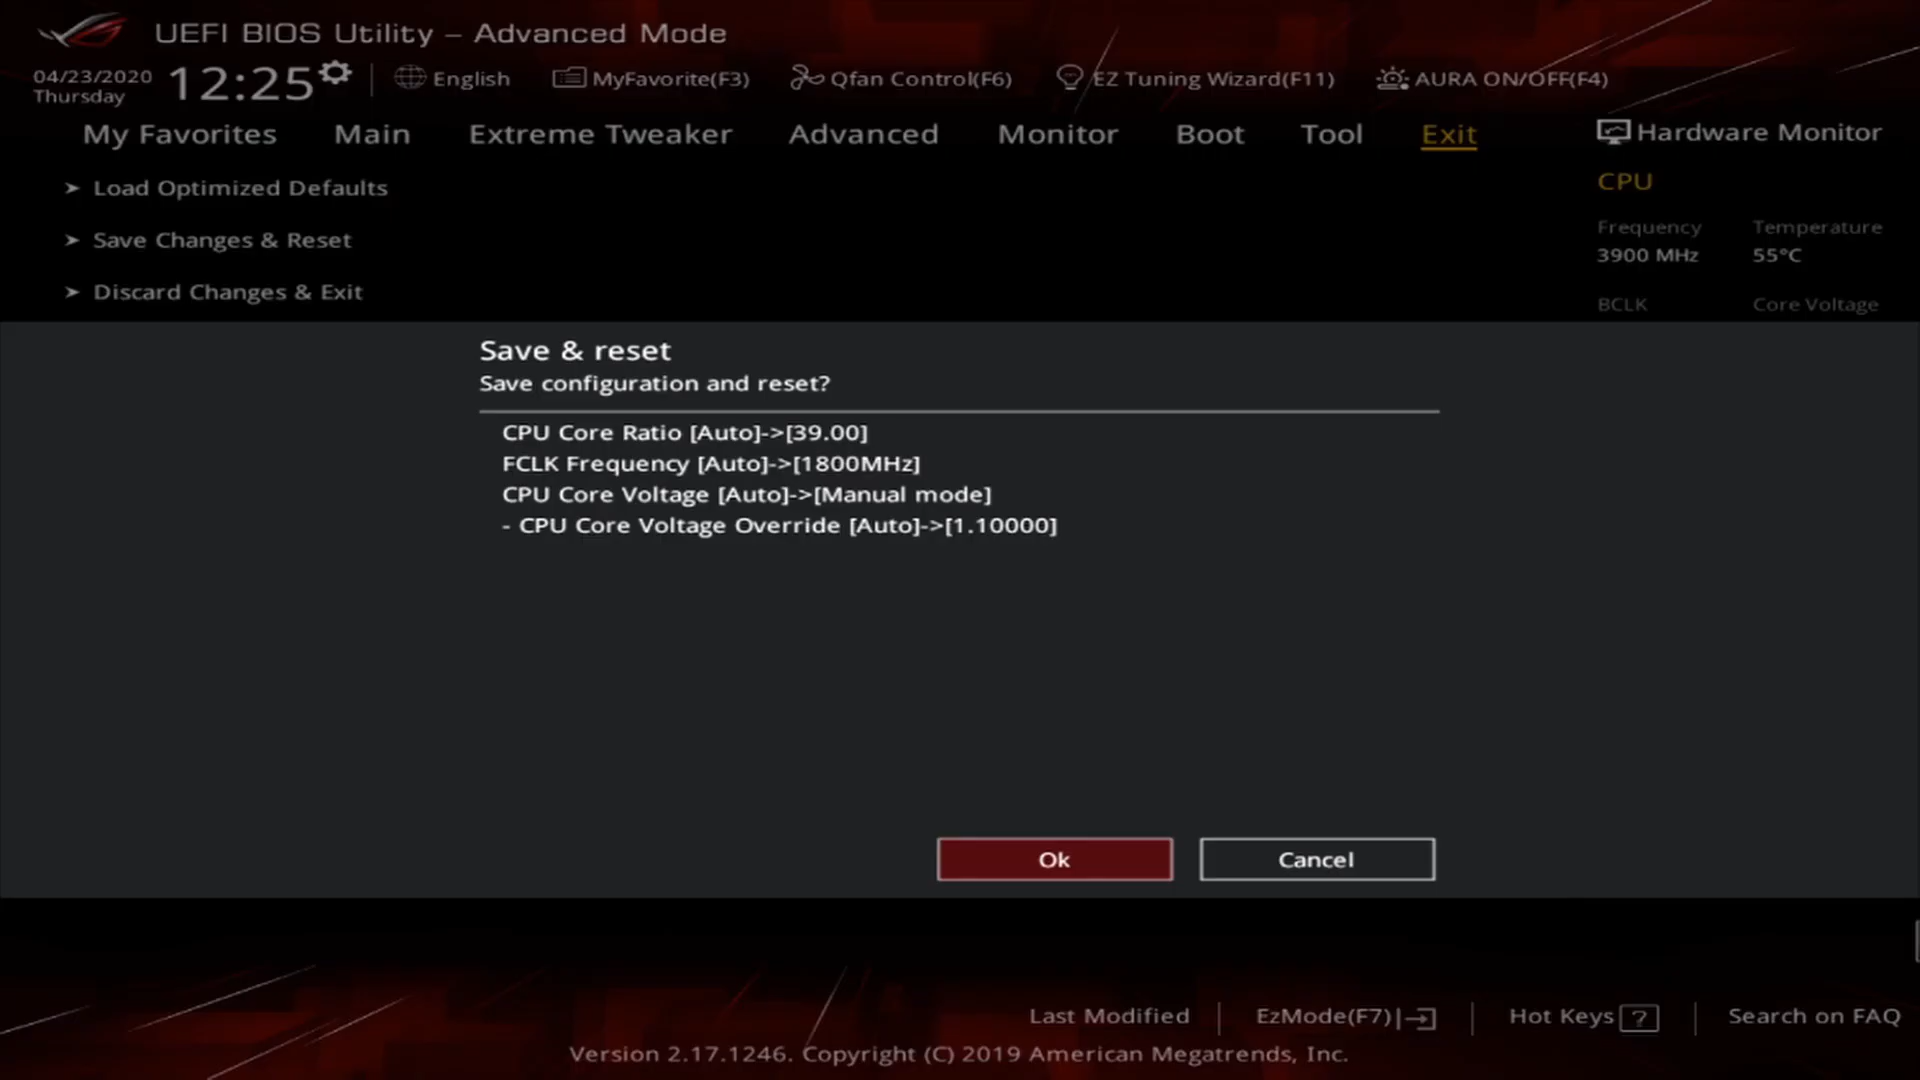 UEFI BIOS Utility – Advanced Mode
04/23/2020
Thursday
12:25
English
MyFavorite(F3)
Qfan Control(F6)
EZ Tuning Wizard(F11)
AURA ON/OFF(F4)
My Favorites
Main
Extreme Tweaker
Advanced
Monitor
Boot
Tool
Exit
Hardware Monitor
Load Optimized Defaults
Save Changes & Reset
Discard Changes & Exit
CPU
Frequency Temperature
3900 MHz 55°C
BCLK Core Voltage
Save & reset
Save configuration and reset?
CPU Core Ratio [Auto]->[39.00]
FCLK Frequency [Auto]->[1800MHz]
CPU Core Voltage [Auto]->[Manual mode]
- CPU Core Voltage Override [Auto]->[1.10000]
Ok
Cancel
Last Modified
EzMode(F7)
Hot Keys ?
Search on FAQ
Version 2.17.1246. Copyright (C) 2019 American Megatrends, Inc.